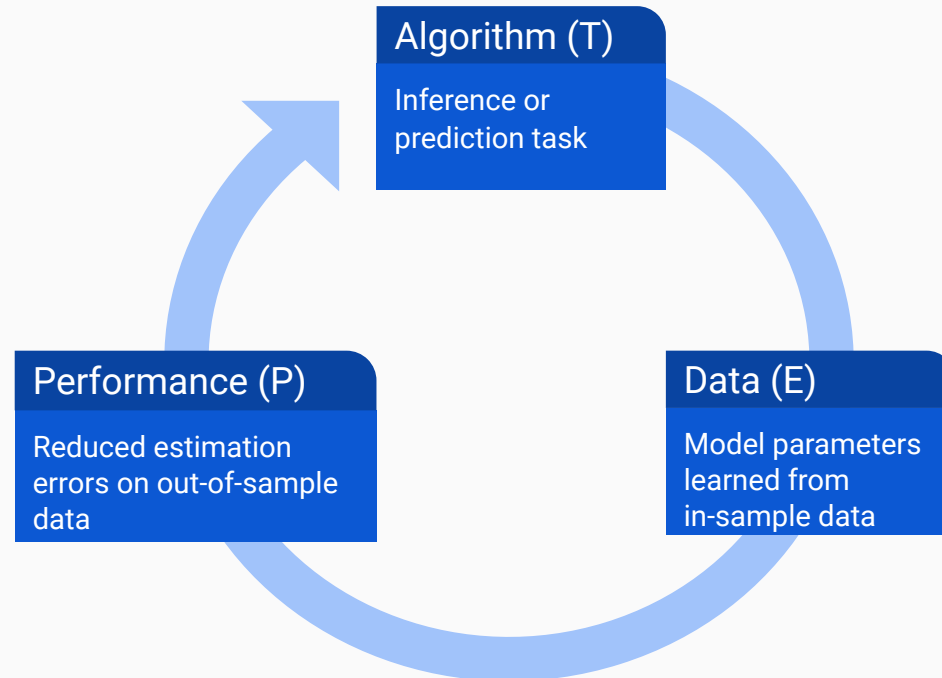 Algorithm (T)
Inference or
prediction task
Performance (P)
Reduced estimation
errors on out-of-sample
data
Data (E)
Model parameters
learned from
in-sample data